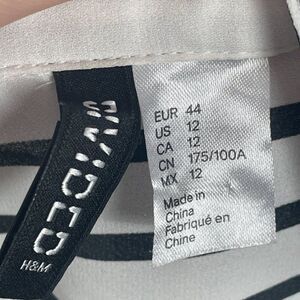 DIVIDED
H&M
EUR 44
US 12
CA 12
CN 175/100A
MX 12
Made in
China
Fabriqué en
Chine